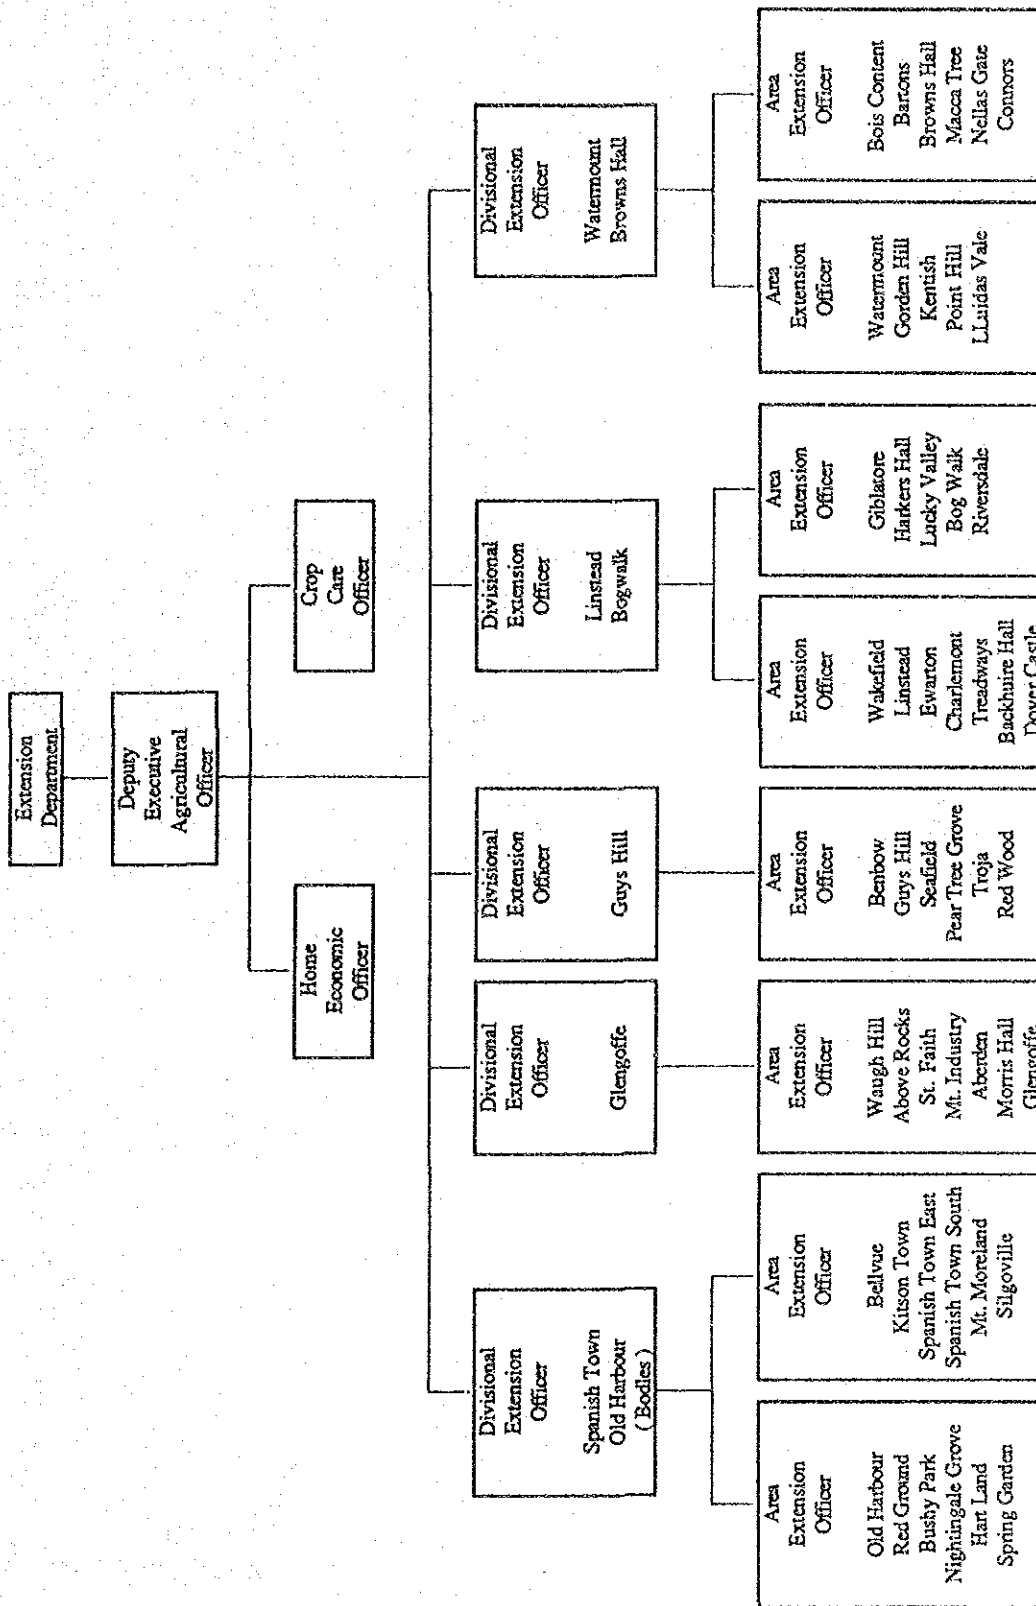 Extension
Department
Deputy
Executive
Agricultural
Officer
Home
Economic
Officer
Crop
Care
Officer
Divisional
Extension
Officer
Spanish Town
Old Harbour
( Bodles )
Divisional
Extension
Officer
Glengoffe
Divisional
Extension
Officer
Guys Hill
Divisional
Extension
Officer
Linstead
Bogwalk
Divisional
Extension
Officer
Watermount
Browns Hall
Area
Extension
Officer
Old Harbour
Red Ground
Bushy Park
Nightingale Grove
Hart Land
Spring Garden
Area
Extension
Officer
Bellvue
Kitson Town
Spanish Town East
Spanish Town South
Mt. Moreland
Silgoville
Area
Extension
Officer
Waugh Hill
Above Rocks
St. Faith
Mt. Industry
Aberden
Morris Hall
Glengoffe
Area
Extension
Officer
Benbow
Guys Hill
Seafield
Pear Tree Grove
Troja
Red Wood
Area
Extension
Officer
Wakefield
Linstead
Ewarton
Charlemont
Treadways
Backhuire Hall
Dover Castle
Area
Extension
Officer
Giblatore
Harkers Hall
Lucky Valley
Bog Walk
Riversdale
Area
Extension
Officer
Watermount
Gorden Hill
Kentish
Point Hill
LLuidas Vale
Area
Extension
Officer
Bois Content
Bartons
Browns Hall
Macca Tree
Nellas Gate
Connors